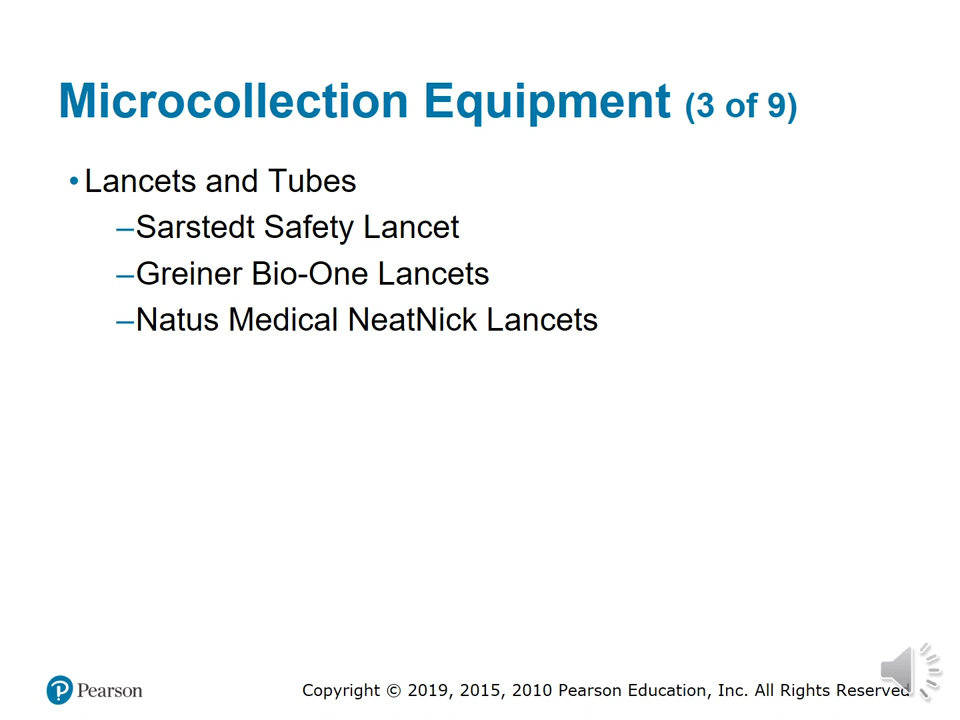 Microcollection Equipment (3 of 9)
• Lancets and Tubes
–Sarstedt Safety Lancet
–Greiner Bio-One Lancets
–Natus Medical NeatNick Lancets
Pearson
Copyright © 2019, 2015, 2010 Pearson Education, Inc. All Rights Reserved